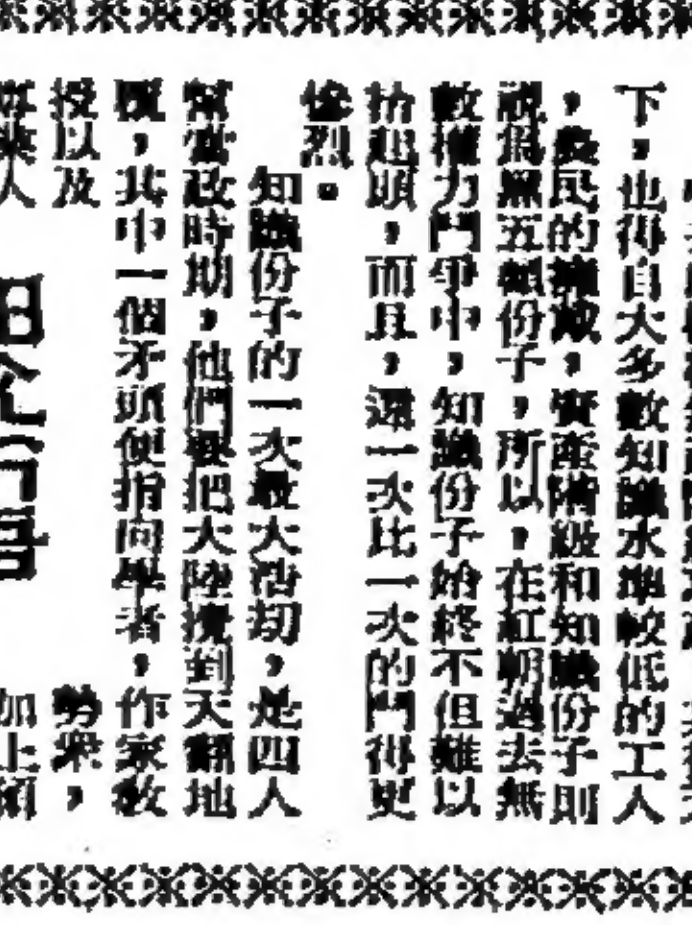 下，也得自大多數知識水準較低的工人
，農民的擁戴，資產階級和知識份子則
說爲黑五類份子，所以，在紅朝過去無
數權力鬥爭中，知識份子始終不但難以
抬起頭，而且，還一次比一次的鬥得更
慘烈。
知識份子的一次最大浩劫，是四人
幫當政時期，他們要把大陸攪到天翻地
覆，其中一個矛頭便指向學者，作家教
授以及
勞眾，
加上